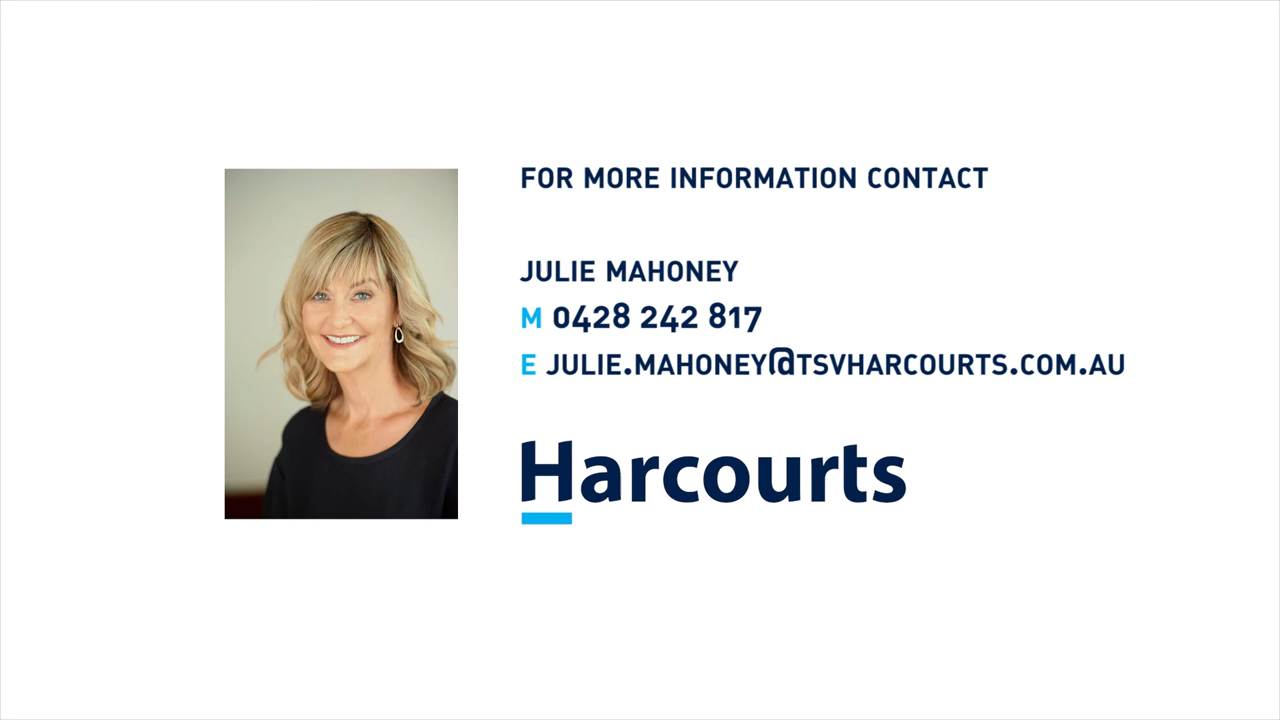 FOR MORE INFORMATION CONTACT
JULIE MAHONEY
M 0428 242 817
E JULIE.MAHONEY@TSVHARCOURTS.COM.AU
Harcourts